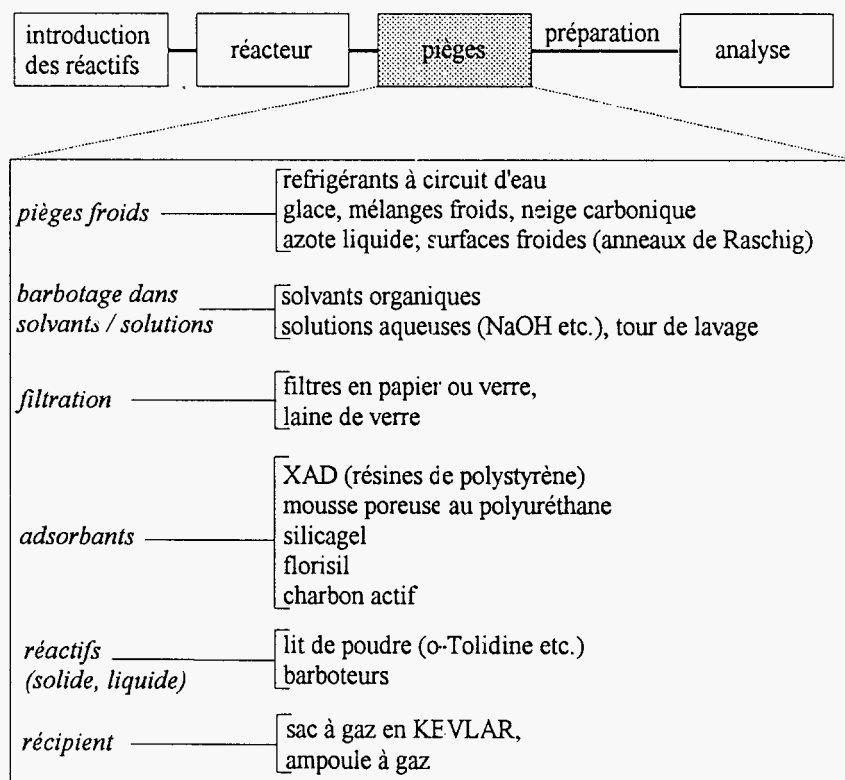 introduction
des réactifs
réacteur
pièges
préparation
analyse
pièges froids
refrigérants à circuit d'eau
glace, mélanges froids, neige carbonique
azote liquide; surfaces froides (anneaux de Raschig)
barbotage dans
solvants / solutions
solvants organiques
solutions aqueuses (NaOH etc.), tour de lavage
filtration
filtres en papier ou verre,
laine de verre
adsorbants
XAD (résines de polystyrène)
mousse poreuse au polyuréthane
silicagel
florisil
charbon actif
réactifs
(solide, liquide)
lit de poudre (o-Tolidine etc.)
barboteurs
récipient
sac à gaz en KEVLAR,
ampoule à gaz